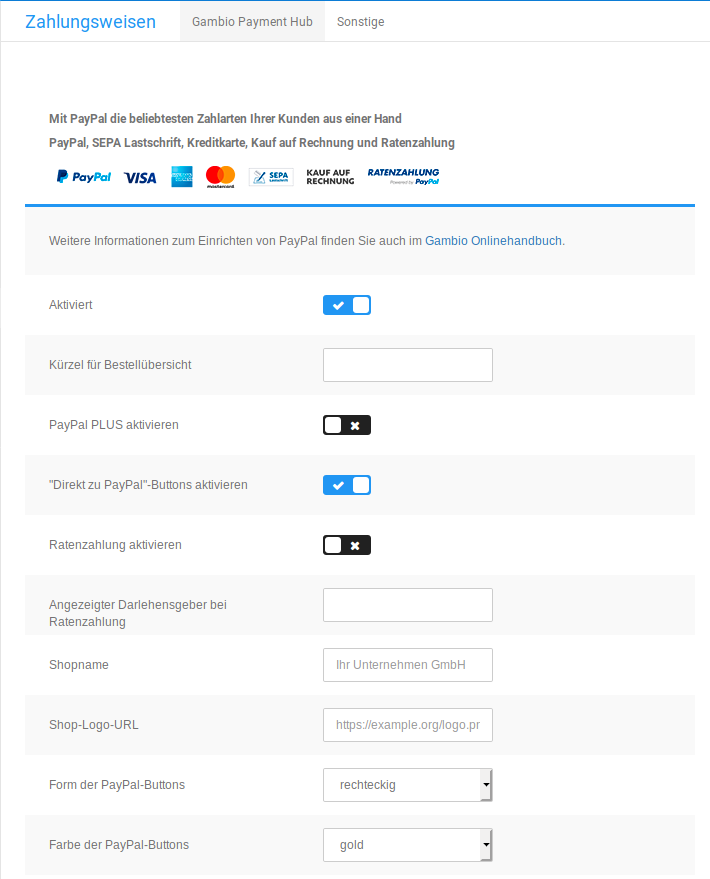 Zahlungsweisen Gambio Payment Hub Sonstige
Mit PayPal die beliebtesten Zahlarten Ihrer Kunden aus einer Hand
PayPal, SEPA Lastschrift, Kreditkarte, Kauf auf Rechnung und Ratenzahlung
PayPal VISA mastercard SEPA Lastschrift KAUF AUF RECHNUNG RATENZAHLUNG Powered by PayPal
Weitere Informationen zum Einrichten von PayPal finden Sie auch im Gambio Onlinehandbuch.
Aktiviert
Kürzel für Bestellübersicht
PayPal PLUS aktivieren
"Direkt zu PayPal"-Buttons aktivieren
Ratenzahlung aktivieren
Angezeigter Darlehensgeber bei
Ratenzahlung
Shopname Ihr Unternehmen GmbH
Shop-Logo-URL https://example.org/logo.pr
Form der PayPal-Buttons rechteckig
Farbe der PayPal-Buttons gold